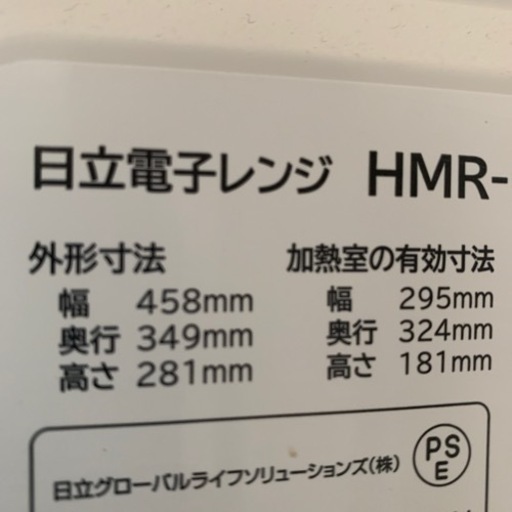 日立電子レンジ HMR-
外形寸法
幅 458mm
奥行 349mm
高さ 281mm
加熱室の有効寸法
幅 295mm
奥行 324mm
高さ 181mm
日立グローバルライフソリューションズ(株)
PS
E